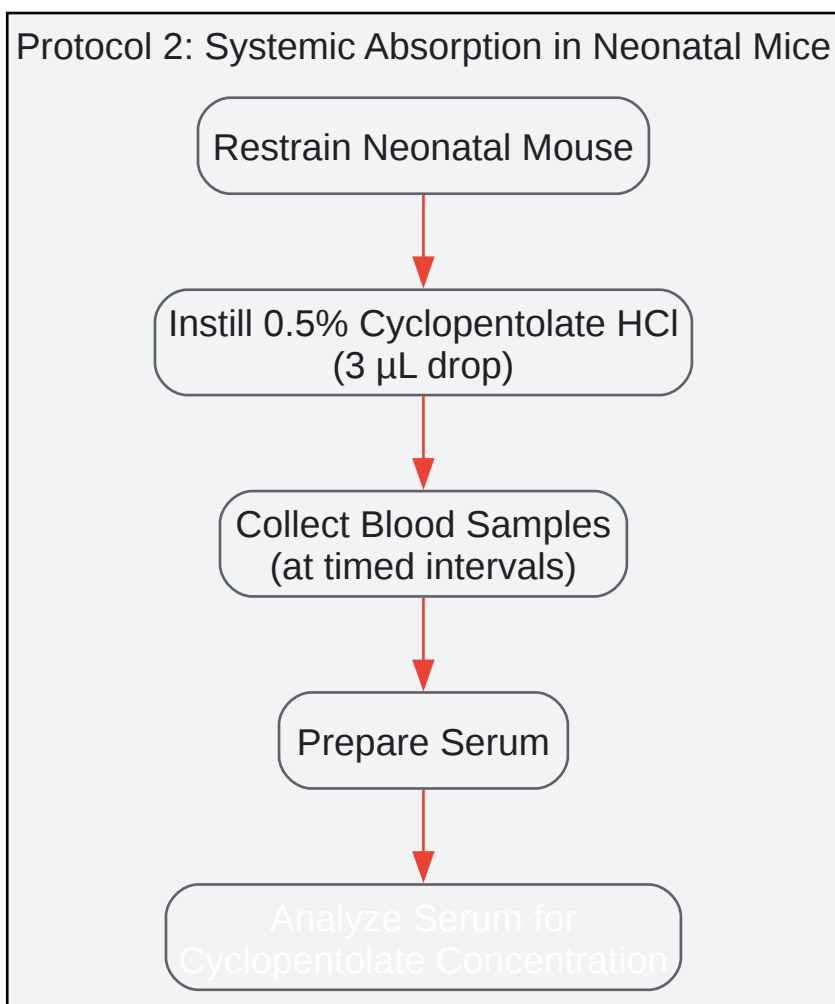 Protocol 2: Systemic Absorption in Neonatal Mice
Restrain Neonatal Mouse
Instill 0.5% Cyclopentolate HCl
(3 µL drop)
Collect Blood Samples
(at timed intervals)
Prepare Serum
Analyze Serum for
Cyclopentolate Concentration